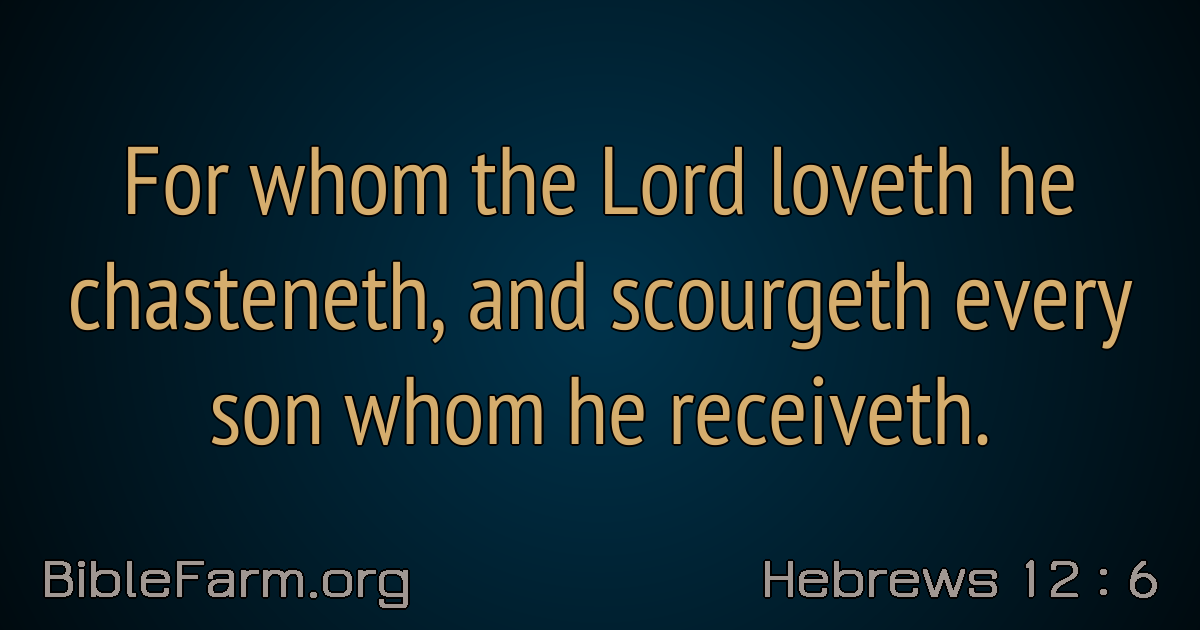 For whom the Lord loveth he
chasteneth, and scourgeth every
son whom he receiveth.
BibleFarm.org
Hebrews 12 : 6